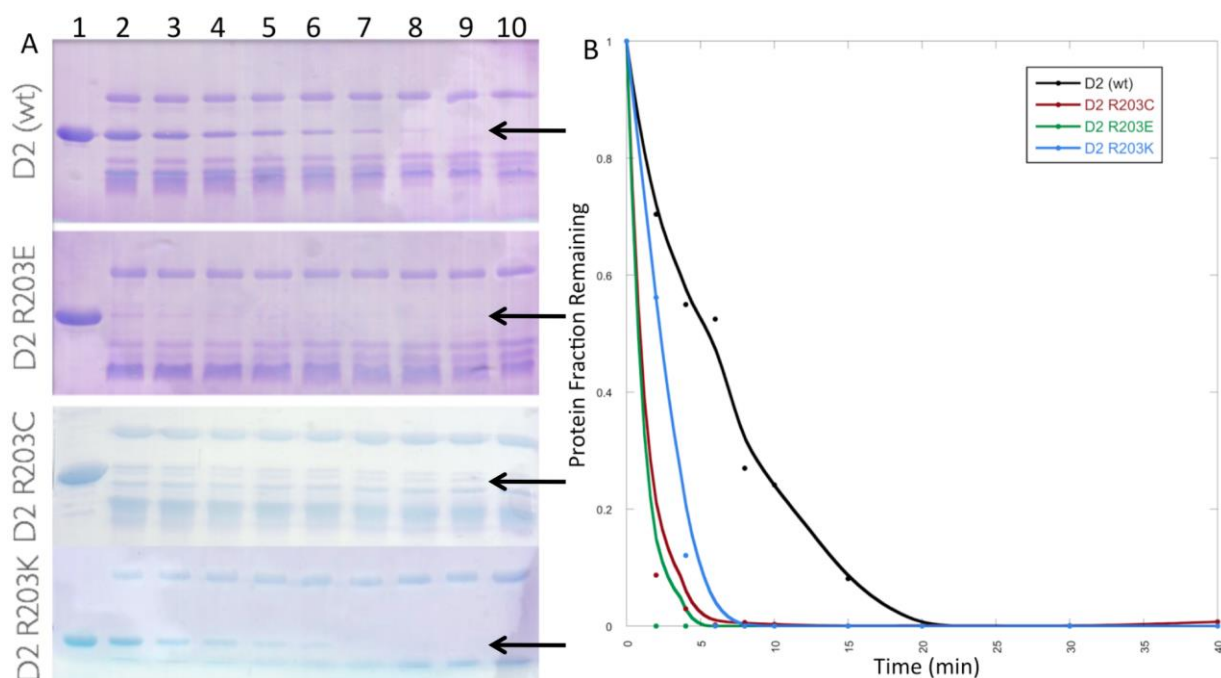 A
1 2 3 4 5 6 7 8 9 10
D2 (wt)
D2 R203E
D2 R203C
D2 R203K
B
Protein Fraction Remaining
1
0.8
0.6
0.4
0.2
0
0 5 10 15 20 25 30 35 40
Time (min)
D2 (wt)
D2 R203C
D2 R203E
D2 R203K